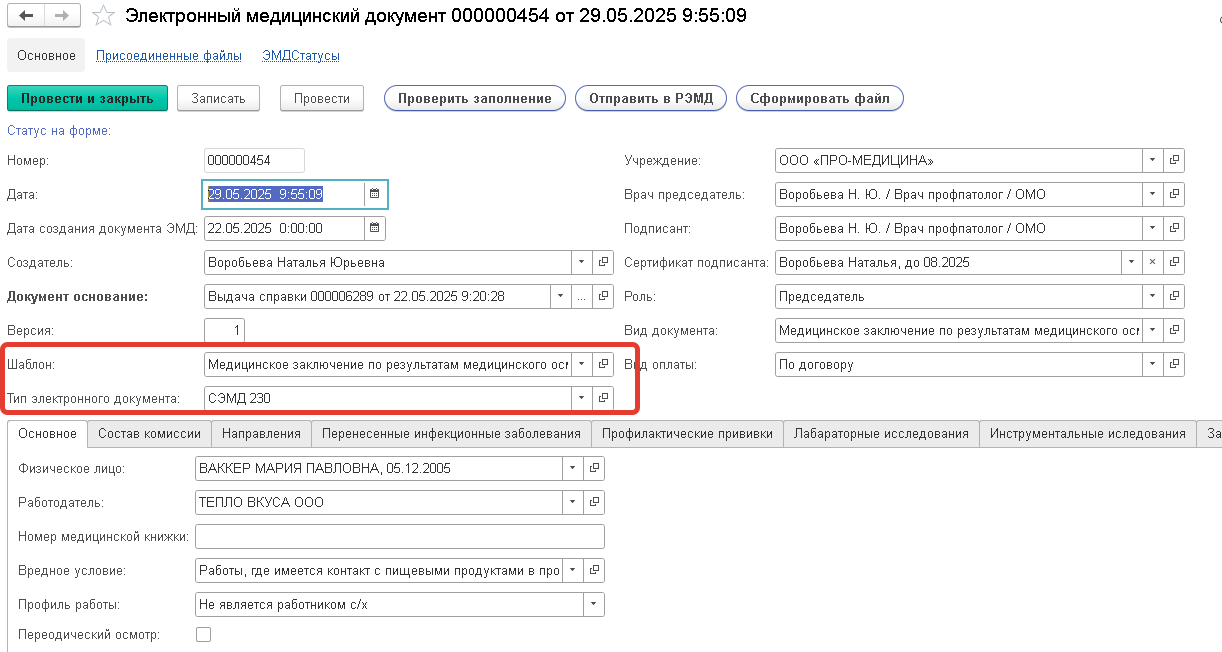 Электронный медицинский документ 000000454 от 29.05.2025 9:55:09
Основное Присоединенные файлы ЭМДСтатусы
Провести и закрыть Записать Провести Проверить заполнение Отправить в РЭМД Сформировать файл
Статус на форме:
Номер: 000000454 Учреждение: ООО «ПРО-МЕДИЦИНА»
Дата: 29.05.2025 9:55:09 Врач председатель: Воробьева Н. Ю. / Врач профпатолог / ОМО
Дата создания документа ЭМД: 22.05.2025 0:00:00 Подписант: Воробьева Н. Ю. / Врач профпатолог / ОМО
Создатель: Воробьева Наталья Юрьевна Сертификат подписанта: Воробьева Наталья, до 08.2025
Документ основание: Выдача справки 000006289 от 22.05.2025 9:20:28 ... Роль: Председатель
Версия: 1 Вид документа: Медицинское заключение по результатам медицинского осм
Шаблон: Медицинское заключение по результатам медицинского ос Вид оплаты: По договору
Тип электронного документа: СЭМД 230
Основное Состав комиссии Направления Перенесенные инфекционные заболевания Профилактические прививки Лабараторные исследования Инструментальные иследования За
Физическое лицо: ВАККЕР МАРИЯ ПАВЛОВНА, 05.12.2005
Работодатель: ТЕПЛО ВКУСА ООО
Номер медицинской книжки:
Вредное условие: Работы, где имеется контакт с пищевыми продуктами в про
Профиль работы: Не является работником с/х
Переодический осмотр: